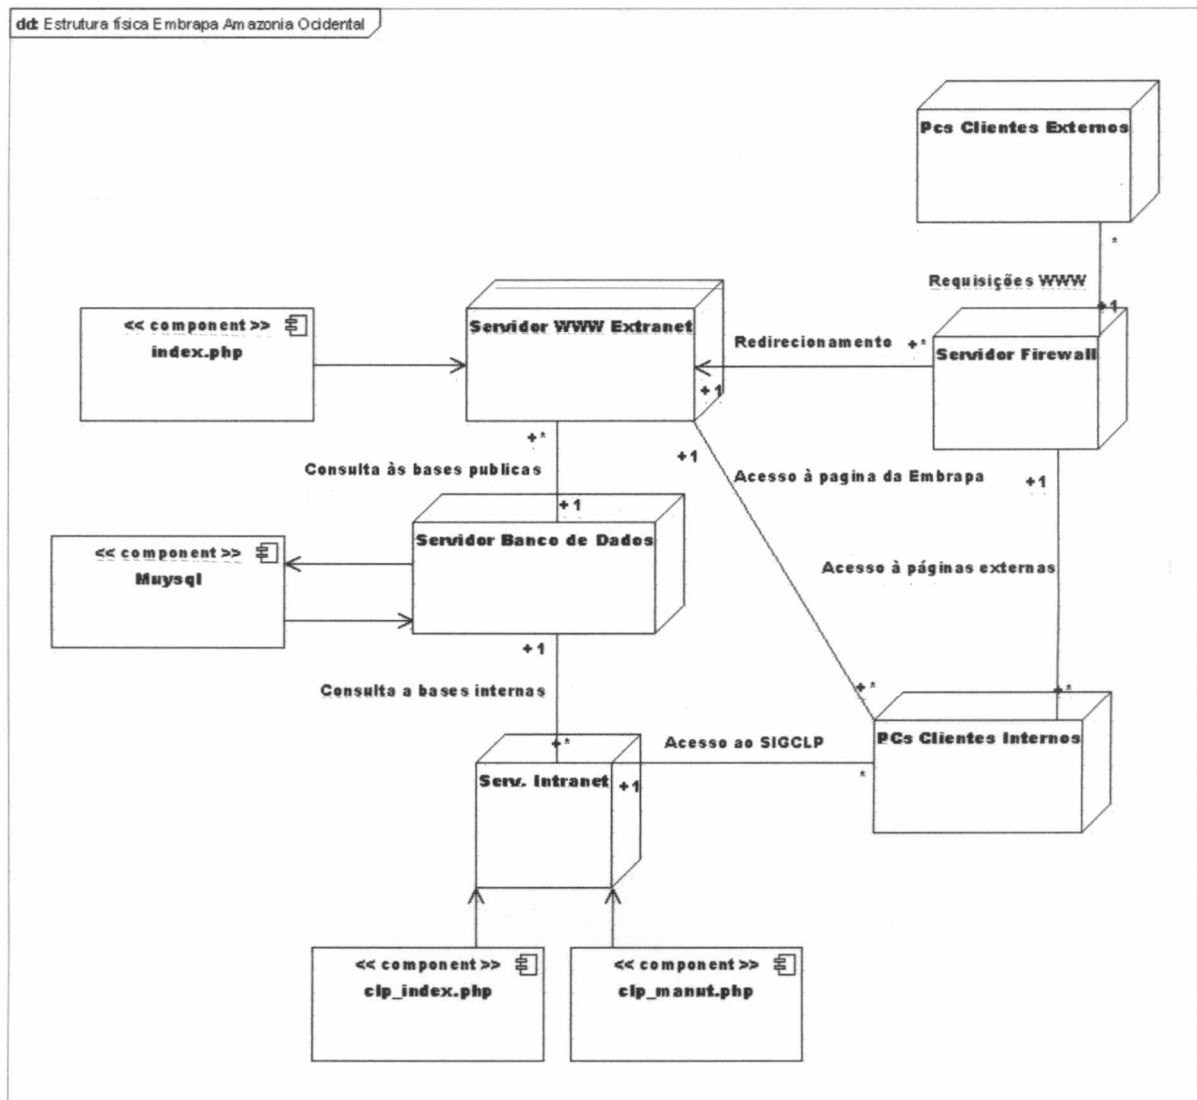 dd: Estrutura física Embrapa Amazonia Ocidental
Pcs Clientes Externos
*
Requisições WWW
+1
<< component >>
index.php
Servidor WWW Extranet
Redirecionamento
+*
Servidor Firewall
+1
+*
+1
Acesso à pagina da Embrapa
+1
Consulta às bases publicas
+1
<< component >>
Muysql
Servidor Banco de Dados
Acesso à páginas externas
+1
Consulta a bases internas
+*
+*
+*
Acesso ao SIGCLP
PCs Clientes Internos
*
Serv. Intranet
+1
<< component >>
clp_index.php
<< component >>
clp_manut.php